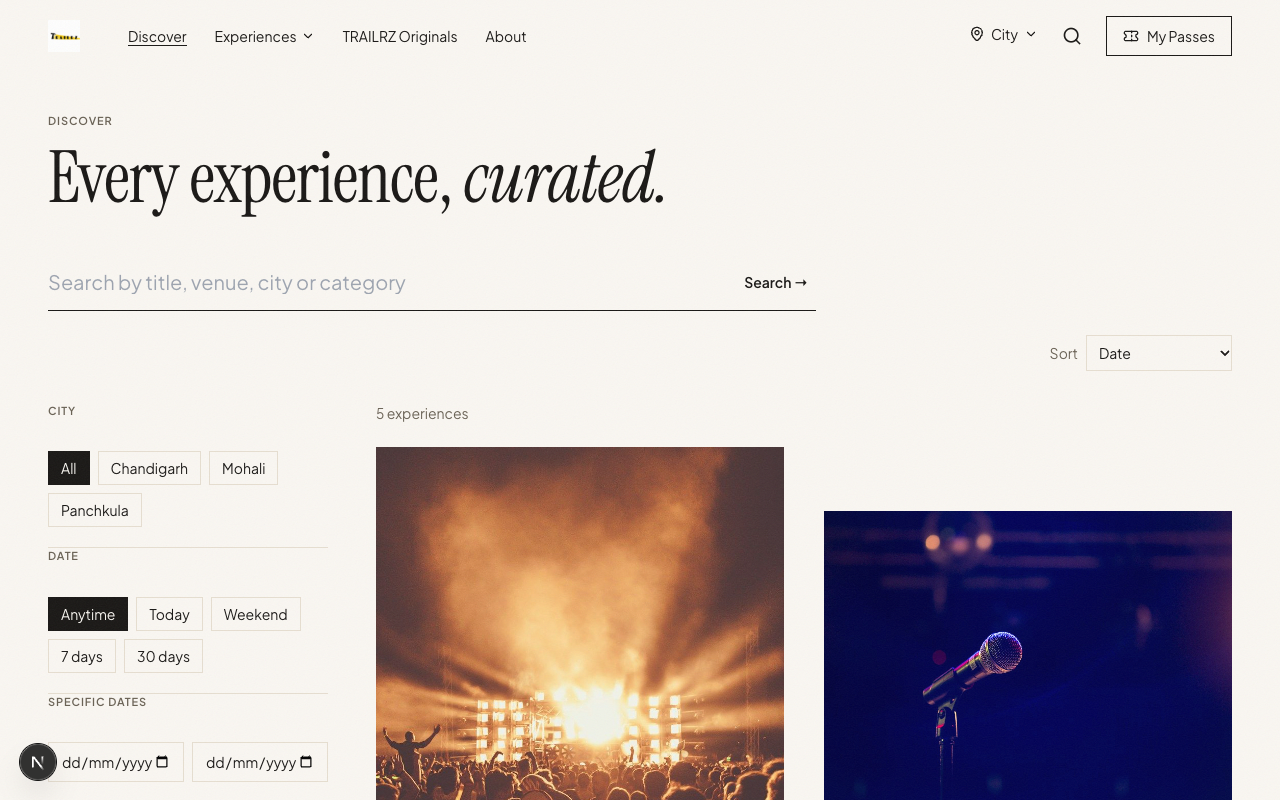 Discover Experiences TRAILRZ Originals About City My Passes
DISCOVER
Every experience, curated.
Search by title, venue, city or category Search →
Sort Date
CITY
5 experiences
All Chandigarh Mohali
Panchkula
DATE
Anytime Today Weekend
7 days 30 days
SPECIFIC DATES
dd/mm/yyyy dd/mm/yyyy
N